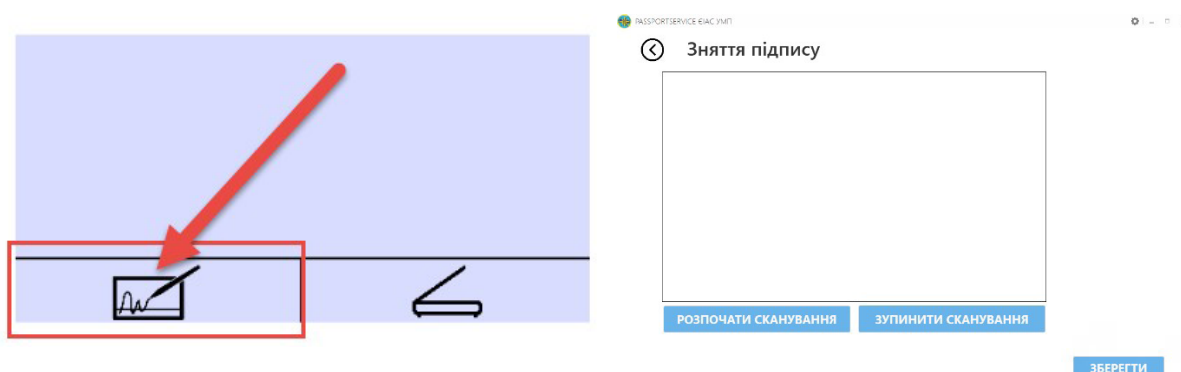 PASSPORTSERVICE ЄІАС УМП
Зняття підпису
РОЗПОЧАТИ СКАНУВАННЯ
ЗУПИНИТИ СКАНУВАННЯ
ЗБЕРЕГТИ